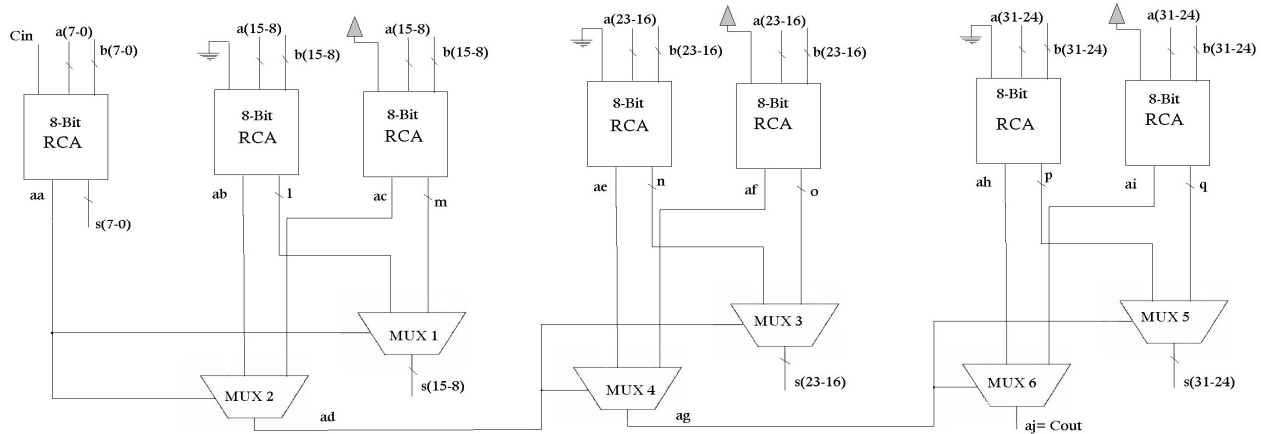 Cin
a(7-0)
b(7-0)
a(15-8)
b(15-8)
a(15-8)
b(15-8)
a(23-16)
b(23-16)
a(23-16)
b(23-16)
a(31-24)
b(31-24)
a(31-24)
b(31-24)
8-Bit
RCA
8-Bit
RCA
8-Bit
RCA
8-Bit
RCA
8-Bit
RCA
8-Bit
RCA
8-Bit
RCA
aa
s(7-0)
ab
l
ac
m
ae
n
af
o
ah
p
ai
q
MUX 1
s(15-8)
MUX 2
ad
MUX 3
s(23-16)
MUX 4
ag
MUX 5
s(31-24)
MUX 6
aj= Cout